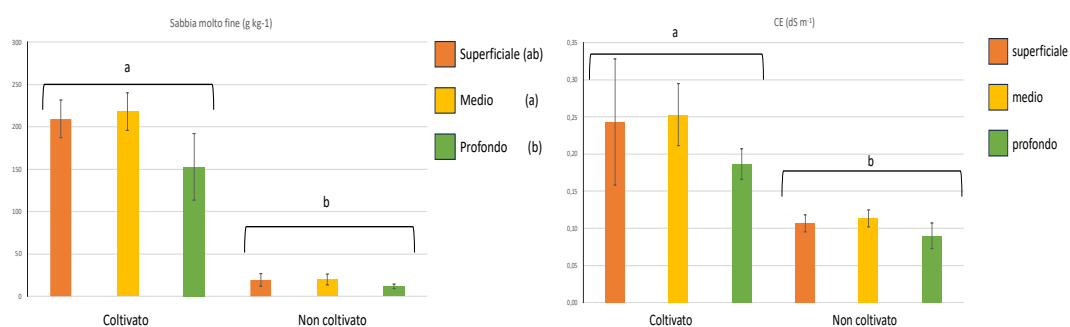 Sabbia molto fine (g kg-1)
300
250
200
150
100
50
0
a
b
Coltivato
Non coltivato
Superficiale (ab)
Medio (a)
Profondo (b)
CE (dS m-1)
0,35
0,30
0,25
0,20
0,15
0,10
0,05
0,00
a
b
Coltivato
Non coltivato
superficiale
medio
profondo